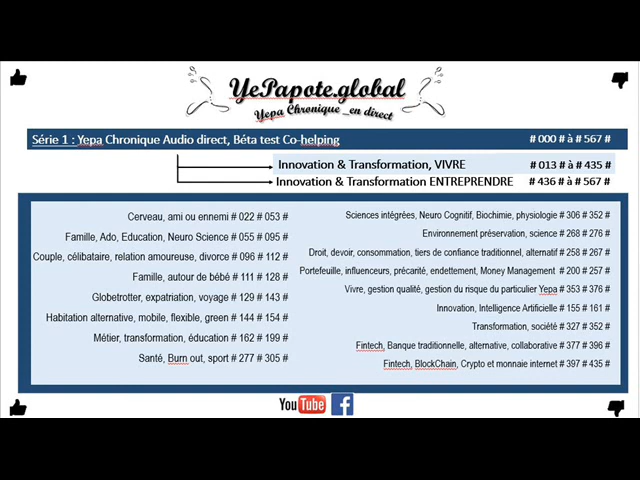 YePapote.global
Yepa Chronique _en direct
Série 1 : Yepa Chronique Audio direct, Béta test Co-helping # 000 # à # 567 #
Innovation & Transformation, VIVRE # 013 # à # 435 #
Innovation & Transformation ENTREPRENDRE # 436 # à # 567 #
Cerveau, ami ou ennemi # 022 # 053 #
Famille, Ado, Education, Neuro Science # 055 # 095 #
Couple, célibataire, relation amoureuse, divorce # 096 # 112 #
Famille, autour de bébé # 111 # 128 #
Globetrotter, expatriation, voyage # 129 # 143 #
Habitation alternative, mobile, flexible, green # 144 # 154 #
Métier, transformation, éducation # 162 # 199 #
Santé, Burn out, sport # 277 # 305 #
Sciences intégrées, Neuro Cognitif, Biochimie, physiologie # 306 # 352 #
Environnement préservation, science # 268 # 276 #
Droit, devoir, consommation, tiers de confiance traditionnel, alternatif # 258 # 267 #
Portefeuille, influenceurs, précarité, endettement, Money Management # 200 # 257 #
Vivre, gestion qualité, gestion du risque du particulier Yepa # 353 # 376 #
Innovation, Intelligence Artificielle # 155 # 161 #
Transformation, société # 327 # 352 #
Fintech, Banque traditionnelle, alternative, collaborative # 377 # 396 #
Fintech, BlockChain, Crypto et monnaie internet # 397 # 435 #
YouTube f